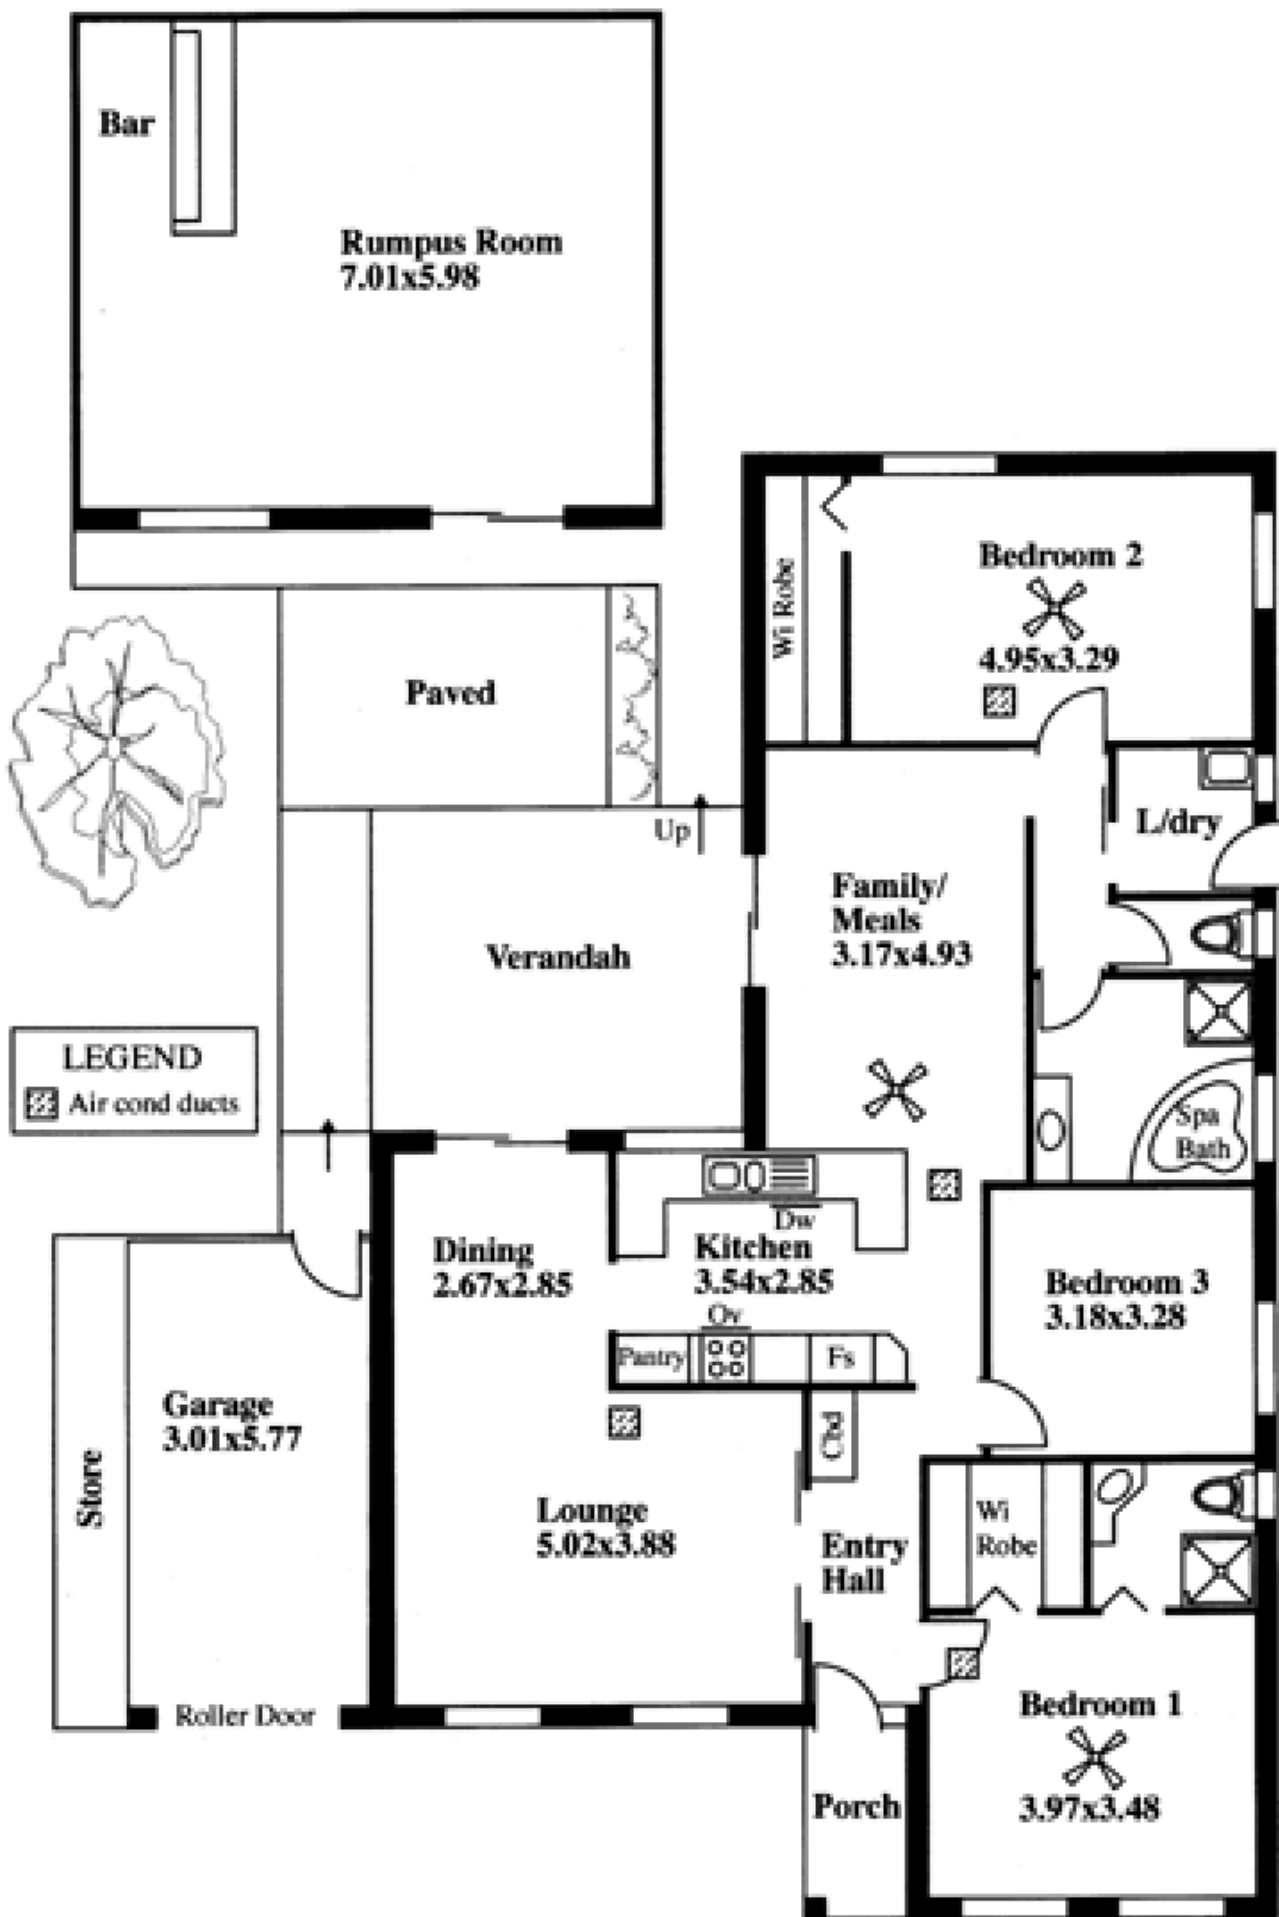 Bar
Rumpus Room
7.01x5.98
Bedroom 2
4.95x3.29
Wi Robe
Paved
Up
L/dry
Family/
Meals
3.17x4.93
Verandah
LEGEND
Air cond ducts
Spa
Bath
Dw
Dining
2.67x2.85
Kitchen
3.54x2.85
Ov
Pantry
Fs
Bedroom 3
3.18x3.28
Garage
3.01x5.77
Store
Cbd
Lounge
5.02x3.88
Entry
Hall
Wi
Robe
Roller Door
Bedroom 1
3.97x3.48
Porch